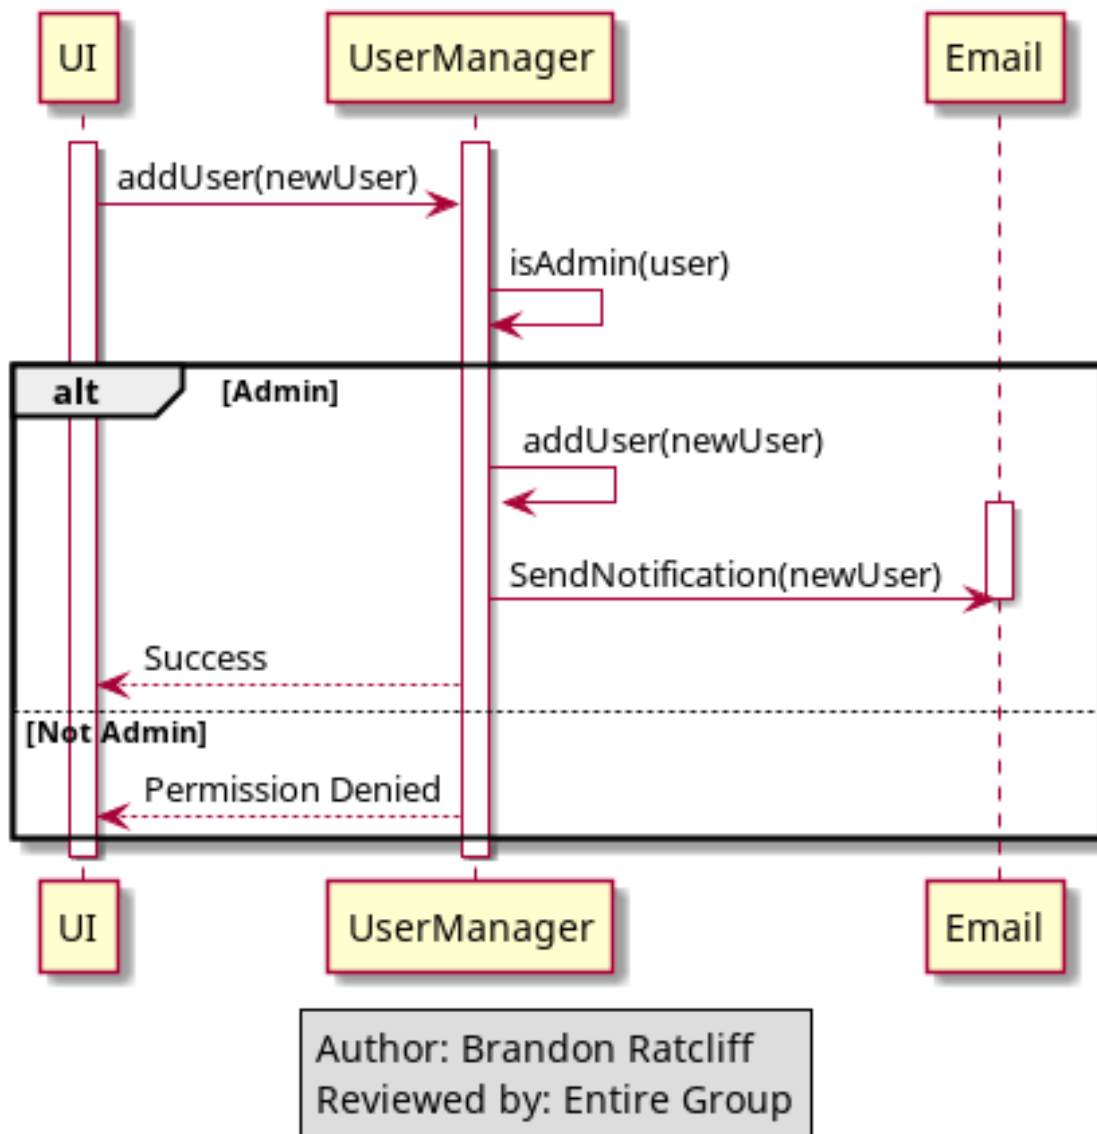 UI
UserManager
Email
addUser(newUser)
isAdmin(user)
alt
[Admin]
addUser(newUser)
SendNotification(newUser)
Success
[Not Admin]
Permission Denied
UI
UserManager
Email
Author: Brandon Ratcliff
Reviewed by: Entire Group